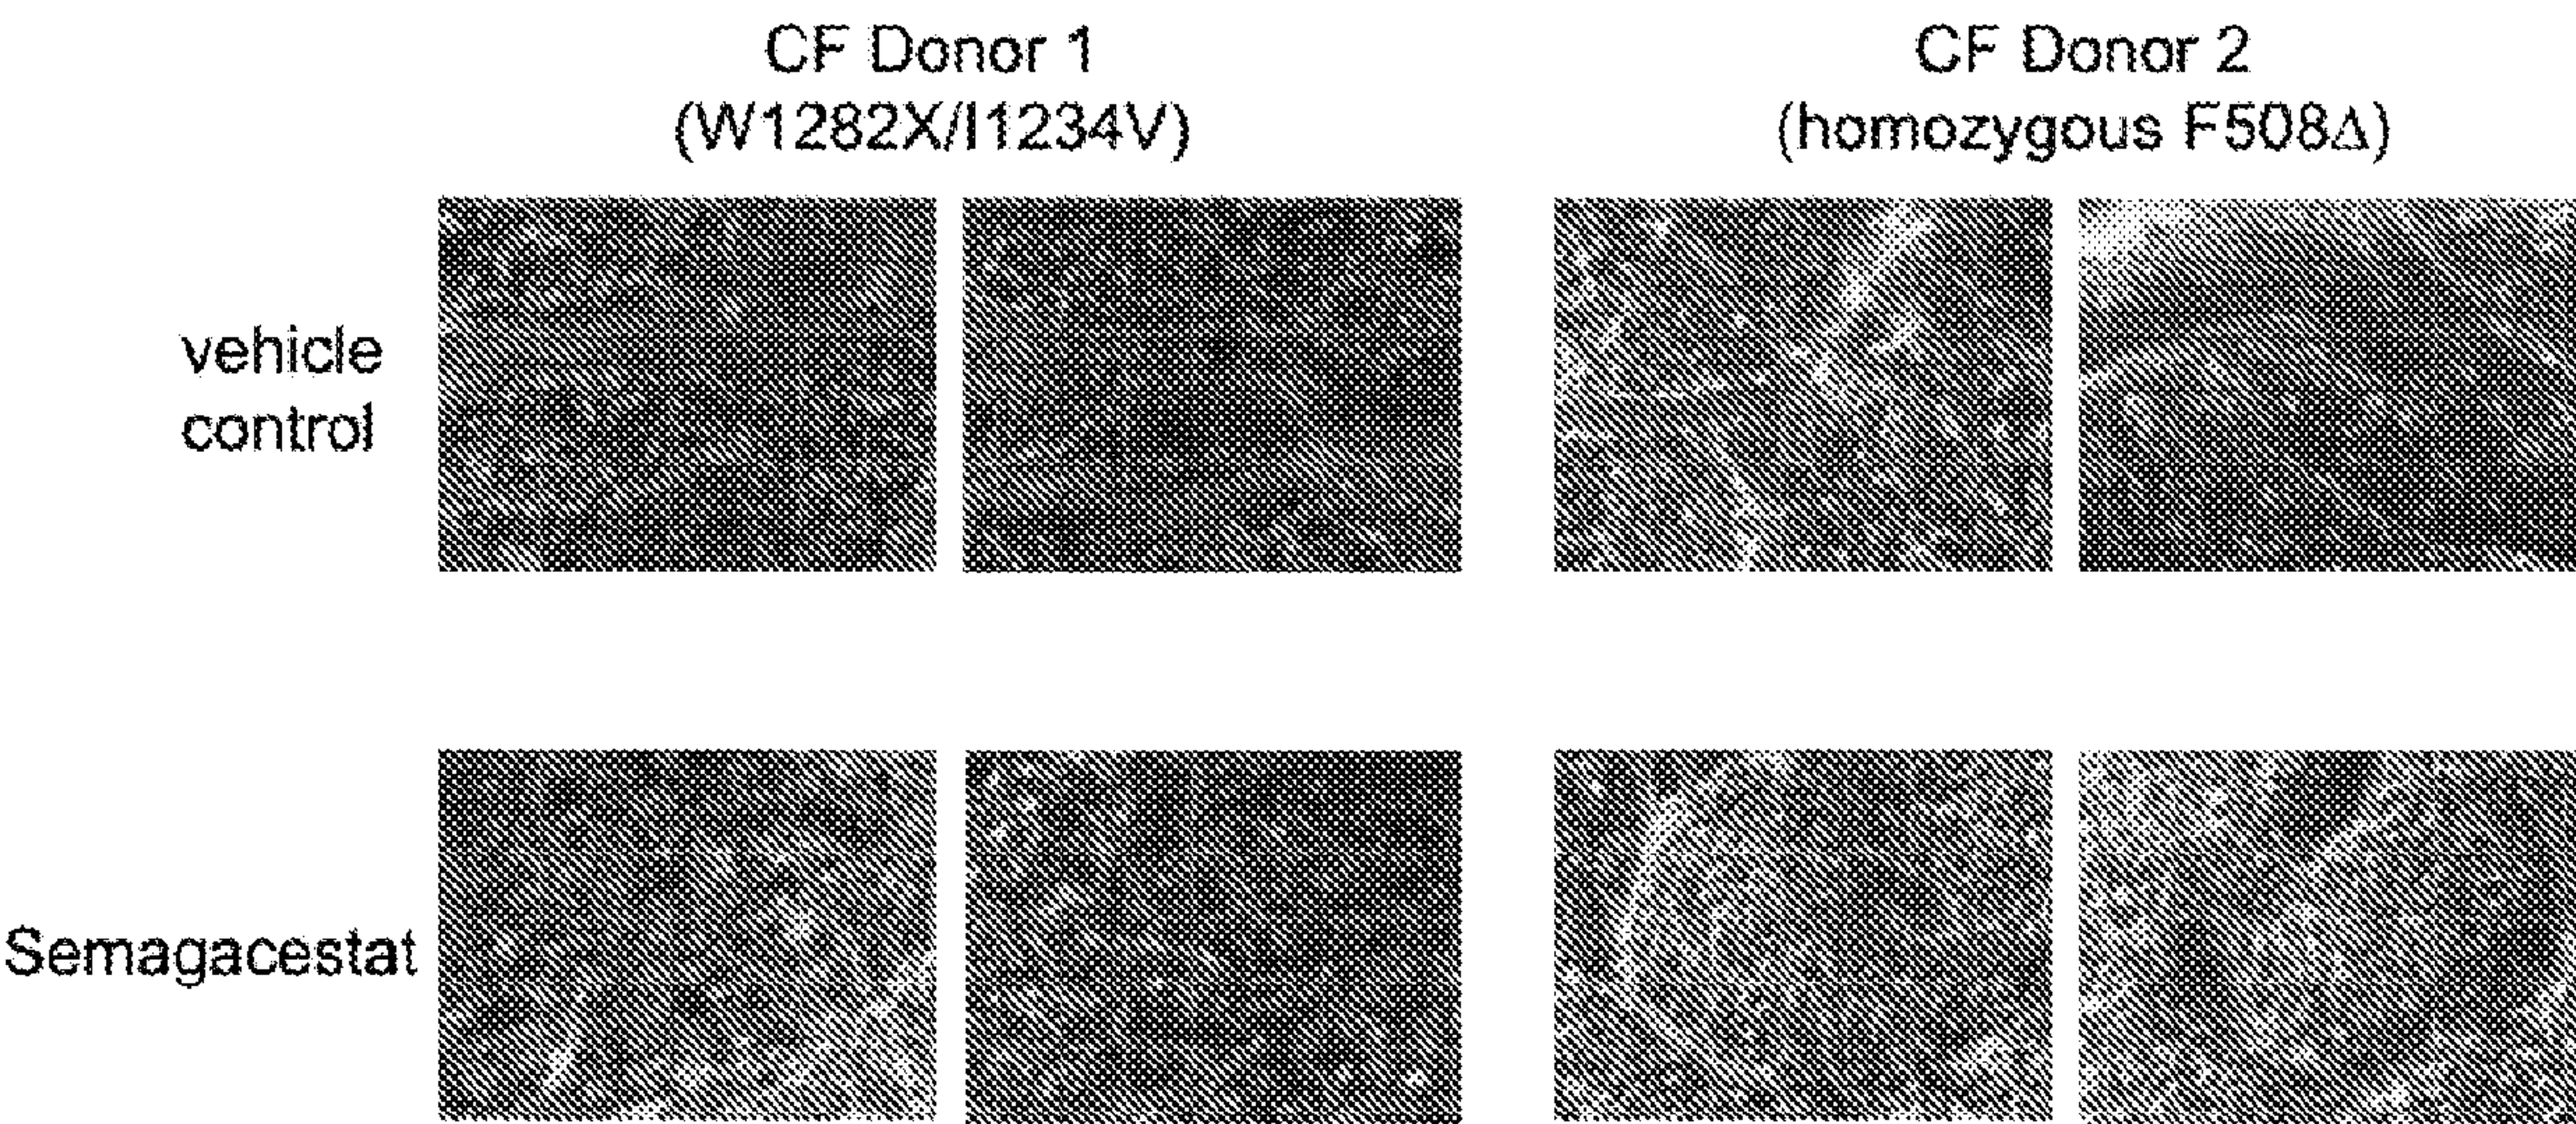 CF Donor 1
(W1282X/I1234V)
CF Donor 2
(homozygous F508Δ)
vehicle
control
Semagacestat